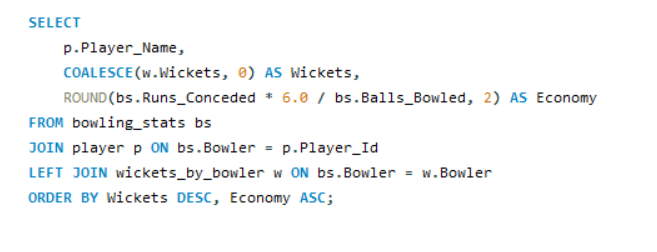 SELECT
    p.Player_Name,
    COALESCE(w.Wickets, 0) AS Wickets,
    ROUND(bs.Runs_Conceded * 6.0 / bs.Balls_Bowled, 2) AS Economy
FROM bowling_stats bs
JOIN player p ON bs.Bowler = p.Player_Id
LEFT JOIN wickets_by_bowler w ON bs.Bowler = w.Bowler
ORDER BY Wickets DESC, Economy ASC;